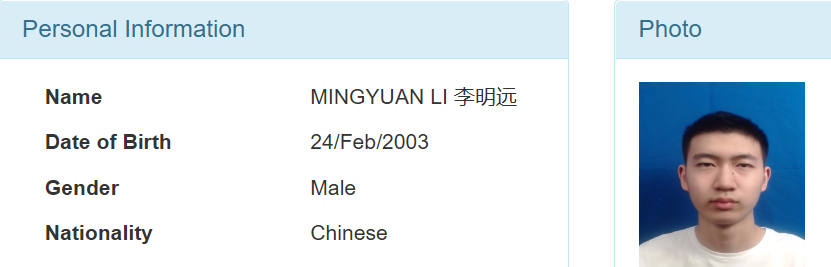 Personal Information
Photo
Name MINGYUAN LI 李明远
Date of Birth 24/Feb/2003
Gender Male
Nationality Chinese